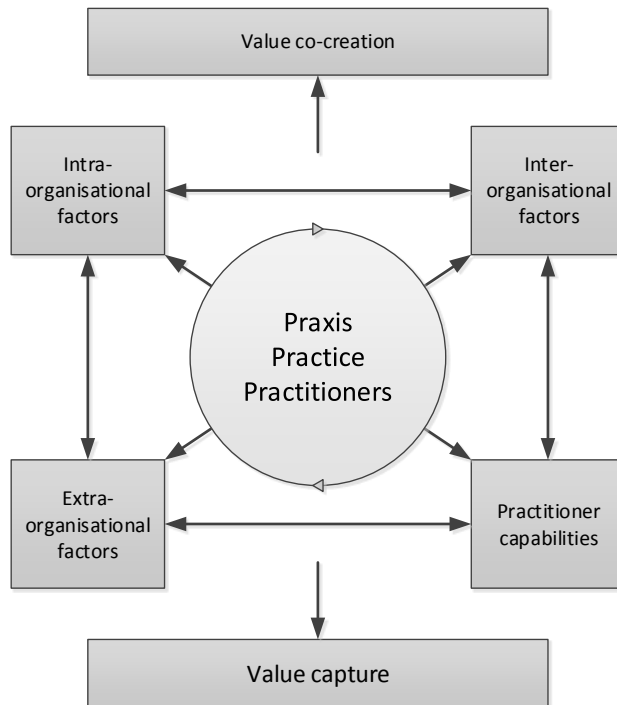 Value co-creation
Intra-
organisational
factors
Inter-
organisational
factors
Praxis
Practice
Practitioners
Extra-
organisational
factors
Practitioner
capabilities
Value capture